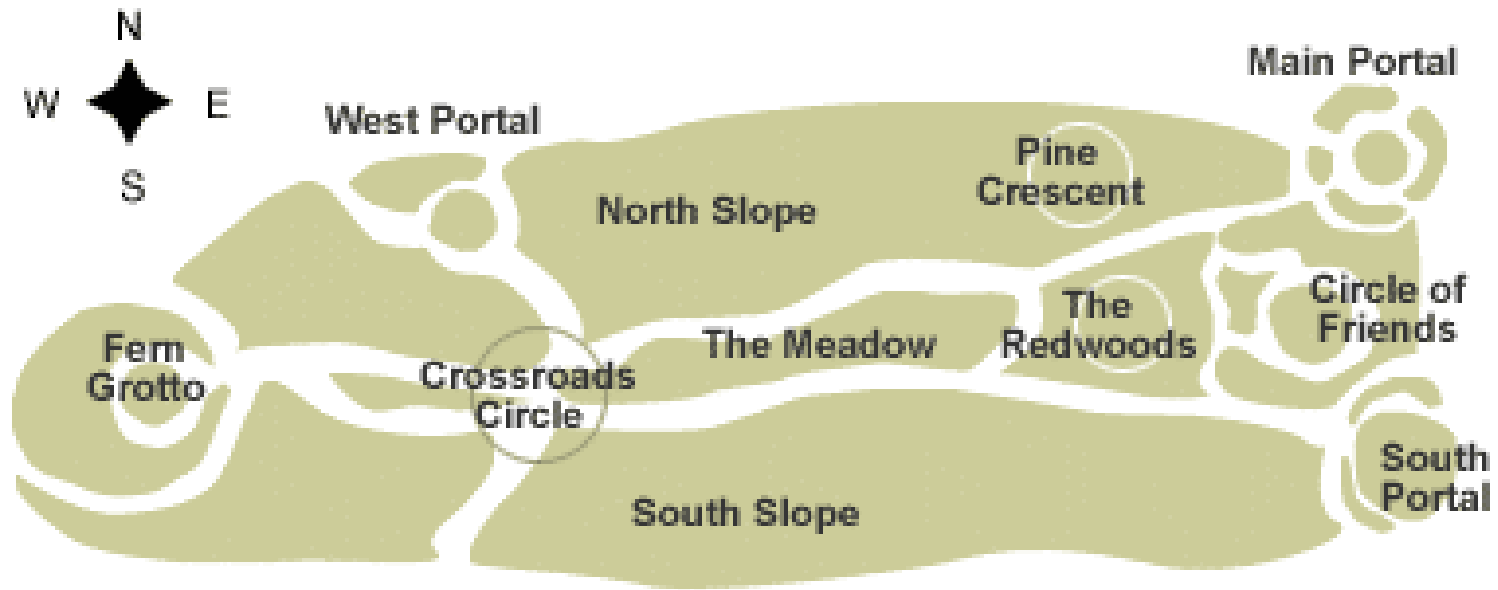 N
W E
S
West Portal
Main Portal
Pine
Crescent
North Slope
Circle of
Friends
The
Redwoods
The Meadow
Fern
Grotto
Crossroads
Circle
South
Portal
South Slope